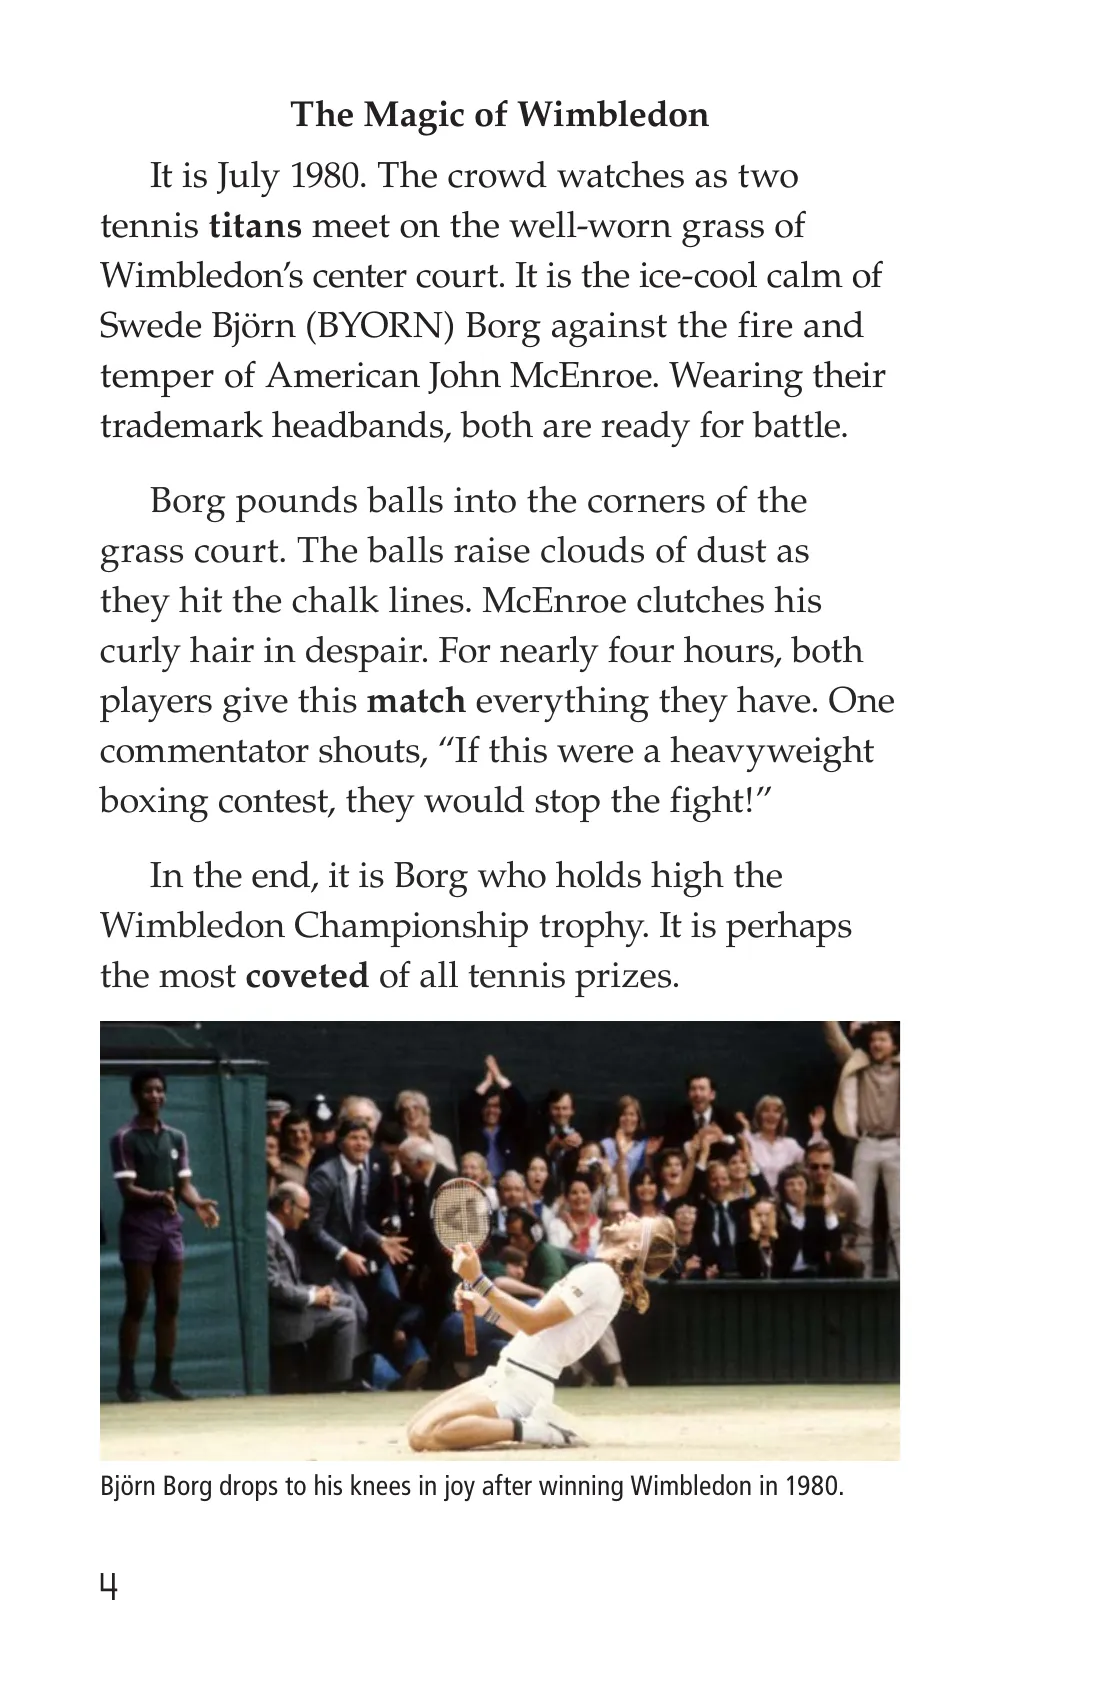 The Magic of Wimbledon
It is July 1980. The crowd watches as two
tennis titans meet on the well-worn grass of
Wimbledon’s center court. It is the ice-cool calm of
Swede Björn (BYORN) Borg against the fire and
temper of American John McEnroe. Wearing their
trademark headbands, both are ready for battle.
Borg pounds balls into the corners of the
grass court. The balls raise clouds of dust as
they hit the chalk lines. McEnroe clutches his
curly hair in despair. For nearly four hours, both
players give this match everything they have. One
commentator shouts, “If this were a heavyweight
boxing contest, they would stop the fight!”
In the end, it is Borg who holds high the
Wimbledon Championship trophy. It is perhaps
the most coveted of all tennis prizes.
Björn Borg drops to his knees in joy after winning Wimbledon in 1980.
4